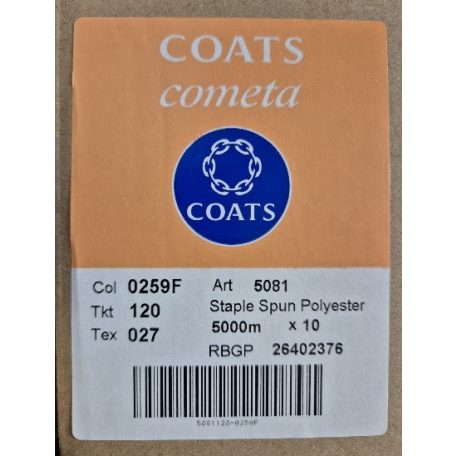 COATS
cometa
COATS
Col 0259F Art 5081
Tkt 120 Staple Spun Polyester
Tex 027 5000m x 10
RBGP 26402376
5081120-0259F